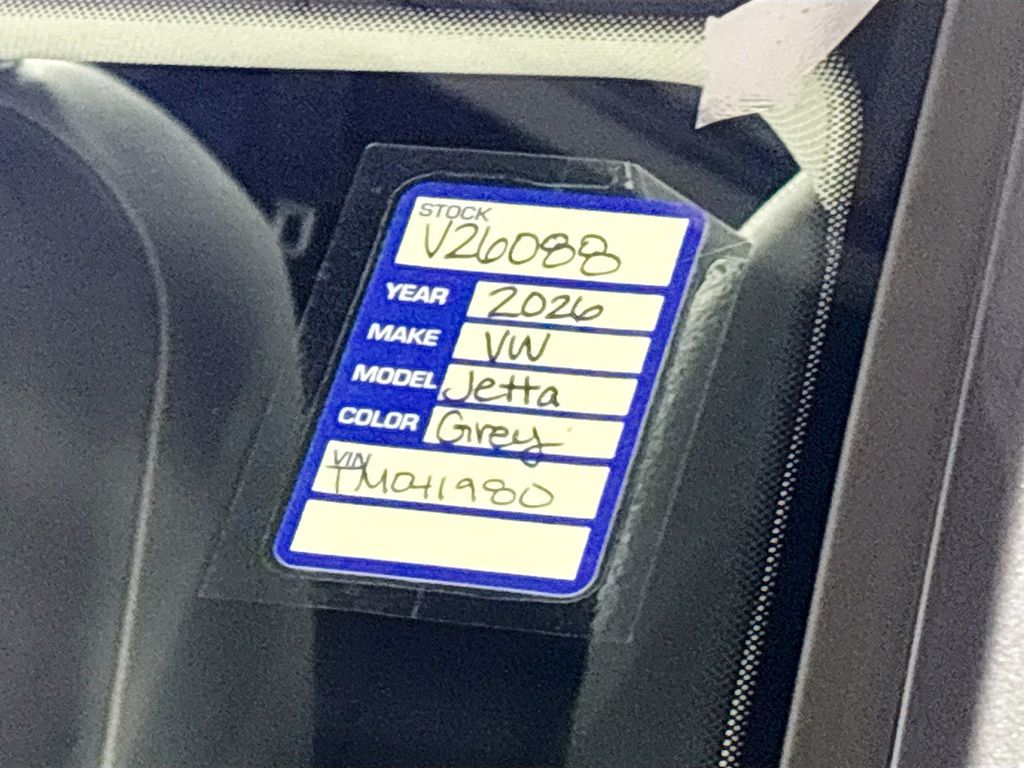 STOCK
V26088
YEAR 2026
MAKE VW
MODEL Jetta
COLOR Grey
VIN
TM041980